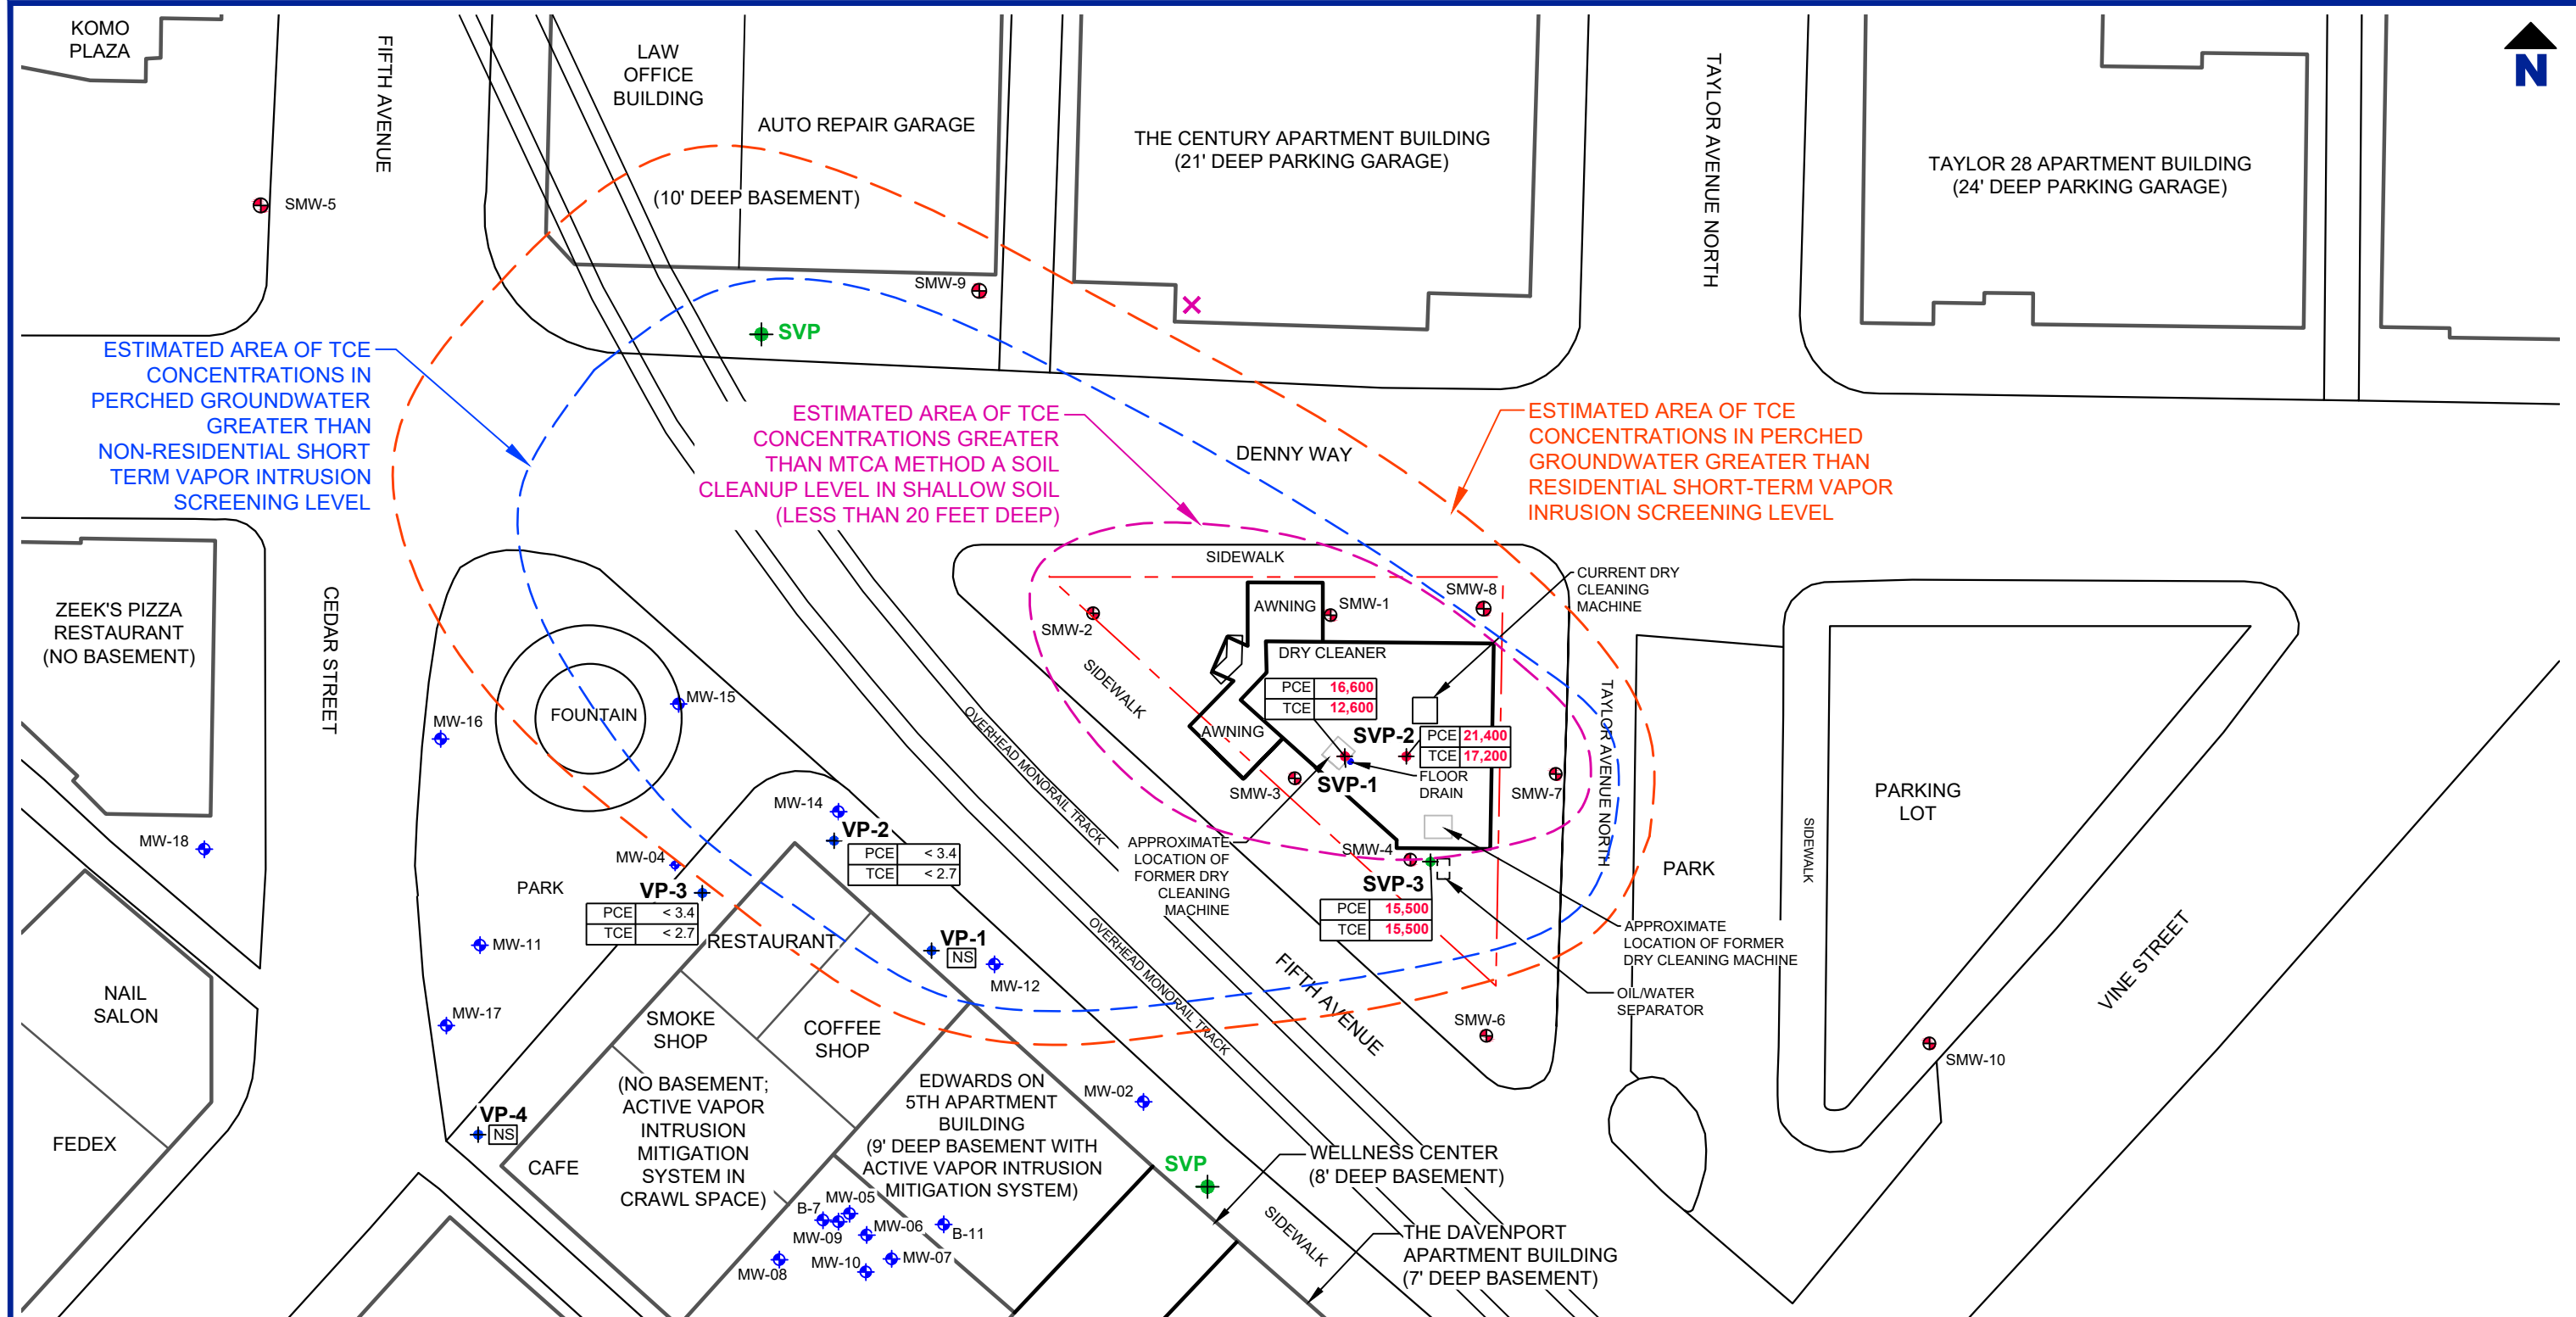 KOMO
PLAZA
FIFTH AVENUE
LAW
OFFICE
BUILDING
AUTO REPAIR GARAGE
(10' DEEP BASEMENT)
THE CENTURY APARTMENT BUILDING
(21' DEEP PARKING GARAGE)
TAYLOR AVENUE NORTH
TAYLOR 28 APARTMENT BUILDING
(24' DEEP PARKING GARAGE)
N
SMW-5
SMW-9
SVP
ESTIMATED AREA OF TCE
CONCENTRATIONS IN
PERCHED GROUNDWATER
GREATER THAN
NON-RESIDENTIAL SHORT
TERM VAPOR INTRUSION
SCREENING LEVEL
ESTIMATED AREA OF TCE
CONCENTRATIONS GREATER
THAN MTCA METHOD A SOIL
CLEANUP LEVEL IN SHALLOW SOIL
(LESS THAN 20 FEET DEEP)
DENNY WAY
ESTIMATED AREA OF TCE
CONCENTRATIONS IN PERCHED
GROUNDWATER GREATER THAN
RESIDENTIAL SHORT-TERM VAPOR
INRUSION SCREENING LEVEL
ZEEK'S PIZZA
RESTAURANT
(NO BASEMENT)
CEDAR STREET
SIDEWALK
CURRENT DRY
CLEANING
MACHINE
AWNING
SMW-1
SMW-8
SMW-2
SIDEWALK
DRY CLEANER
PCE 16,600
TCE 12,600
AWNING
SVP-2
PCE 21,400
TCE 17,200
FLOOR
DRAIN
SVP-1
SMW-3
SMW-7
TAYLOR AVENUE NORTH
FOUNTAIN
MW-15
MW-16
OVERHEAD MONORAIL TRACK
PARKING
LOT
SIDEWALK
PARK
MW-14
VP-2
PCE < 3.4
TCE < 2.7
MW-18
MW-04
PARK
VP-3
PCE < 3.4
TCE < 2.7
APPROXIMATE
LOCATION OF
FORMER DRY
CLEANING
MACHINE
SMW-4
SVP-3
PCE 15,500
TCE 15,500
APPROXIMATE
LOCATION OF FORMER
DRY CLEANING MACHINE
OIL/WATER
SEPARATOR
MW-11
RESTAURANT
VP-1
NS
MW-12
OVERHEAD MONORAIL TRACK
FIFTH AVENUE
VINE STREET
NAIL
SALON
MW-17
SMOKE
SHOP
COFFEE
SHOP
SMW-6
SMW-10
(NO BASEMENT;
ACTIVE VAPOR
INTRUSION
MITIGATION
SYSTEM IN
CRAWL SPACE)
EDWARDS ON
5TH APARTMENT
BUILDING
(9' DEEP BASEMENT WITH
ACTIVE VAPOR INTRUSION
MITIGATION SYSTEM)
MW-02
VP-4
NS
FEDEX
CAFE
SVP
WELLNESS CENTER
(8' DEEP BASEMENT)
MW-05
B-7
MW-09
MW-06
B-11
MW-07
MW-10
MW-08
SIDEWALK
THE DAVENPORT
APARTMENT BUILDING
(7' DEEP BASEMENT)